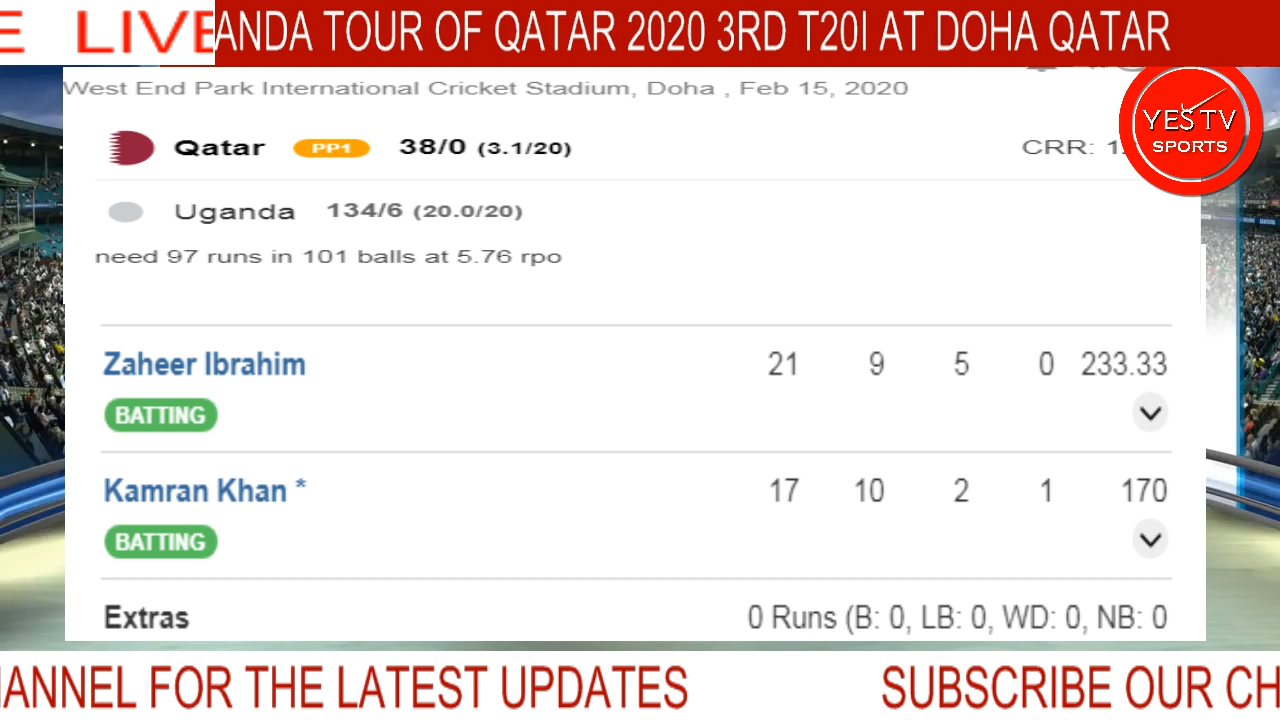 E LIVE ANDA TOUR OF QATAR 2020 3RD T20I AT DOHA QATAR
West End Park International Cricket Stadium, Doha , Feb 15, 2020
YES TV
SPORTS
Qatar PP1 38/0 (3.1/20) CRR:
Uganda 134/6 (20.0/20)
need 97 runs in 101 balls at 5.76 rpo
Zaheer Ibrahim 21 9 5 0 233.33
BATTING
Kamran Khan * 17 10 2 1 170
BATTING
Extras 0 Runs (B: 0, LB: 0, WD: 0, NB: 0
HANNEL FOR THE LATEST UPDATES SUBSCRIBE OUR CH